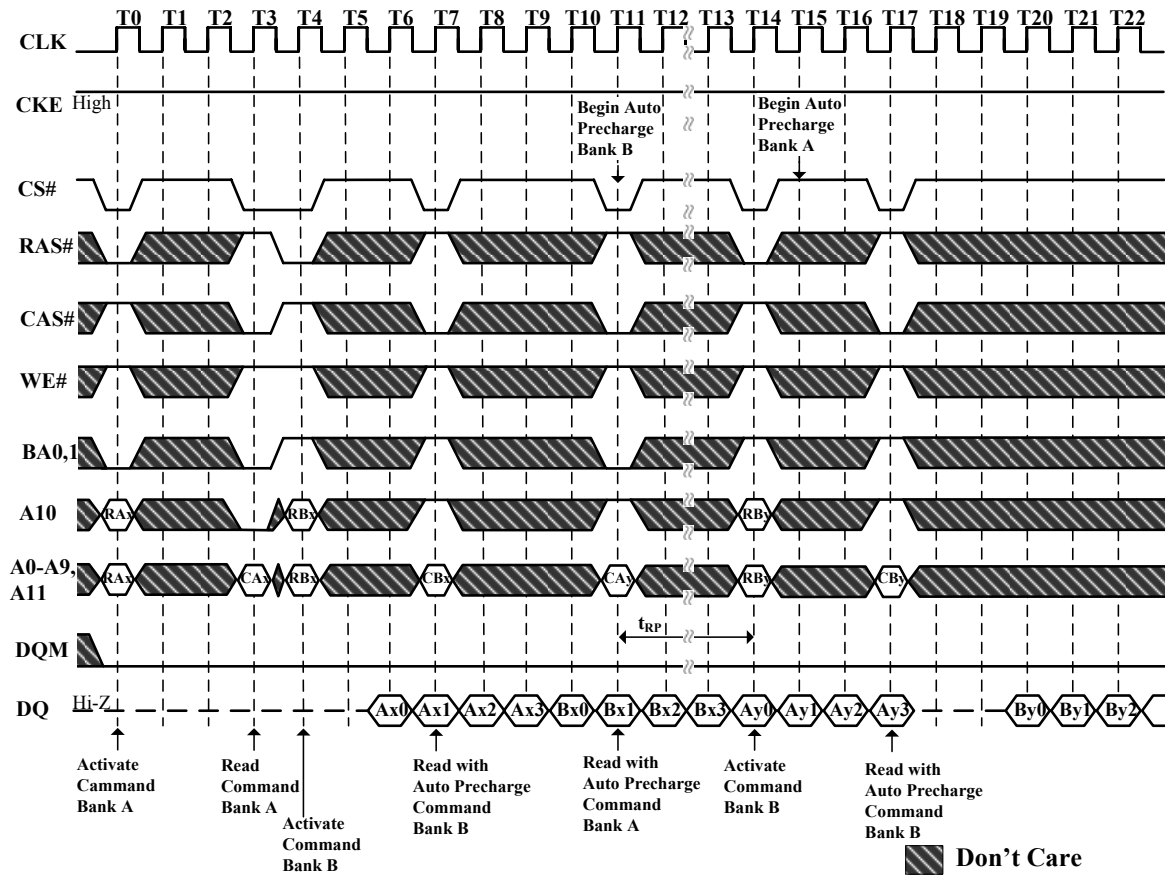 T0 T1 T2 T3 T4 T5 T6 T7 T8 T9 T10 T11 T12 T13 T14 T15 T16 T17 T18 T19 T20 T21 T22
CLK
CKE High
Begin Auto
Precharge
Bank B
Begin Auto
Precharge
Bank A
CS#
RAS#
CAS#
WE#
BA0,1
A10 RAx RBx RBy
A0-A9,
A11
RAx CAx RBx CBx CAy RBy CBy
tRP
DQM
DQ Hi-Z Ax0 Ax1 Ax2 Ax3 Bx0 Bx1 Bx2 Bx3 Ay0 Ay1 Ay2 Ay3 By0 By1 By2
Activate
Cammand
Bank A
Read
Command
Bank A
Activate
Command
Bank B
Read with
Auto Precharge
Command
Bank B
Read with
Auto Precharge
Command
Bank A
Activate
Command
Bank B
Read with
Auto Precharge
Command
Bank B
Don't Care